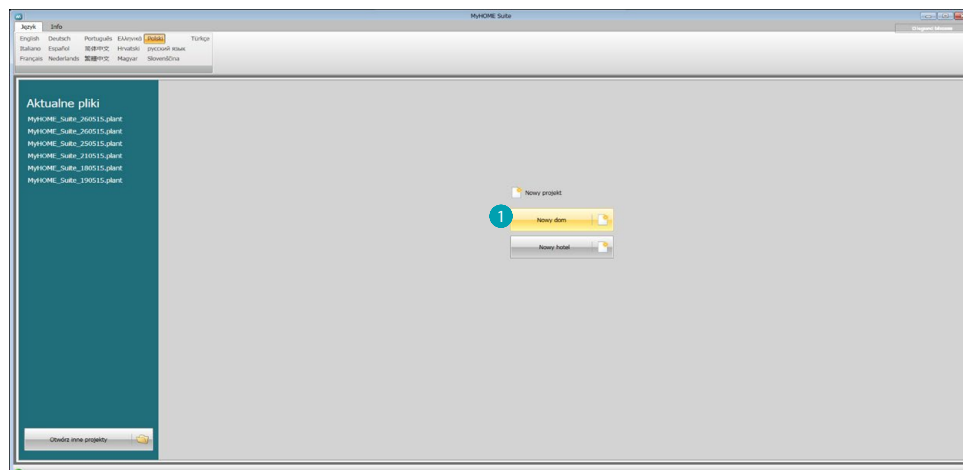 MyHOME Suite
Język Info
English Deutsch Português Ελληνικά Polski Türkçe
Italiano Español 简体中文 Hrvatski русский язык
Français Nederlands 繁體中文 Magyar Slovenščina
Aktualne pliki
MyHOME_Suite_260515.plant
MyHOME_Suite_260515.plant
MyHOME_Suite_250515.plant
MyHOME_Suite_210515.plant
MyHOME_Suite_180515.plant
MyHOME_Suite_190515.plant
Nowy projekt
1 Nowy dom
Nowy hotel
Otwórz inne projekty